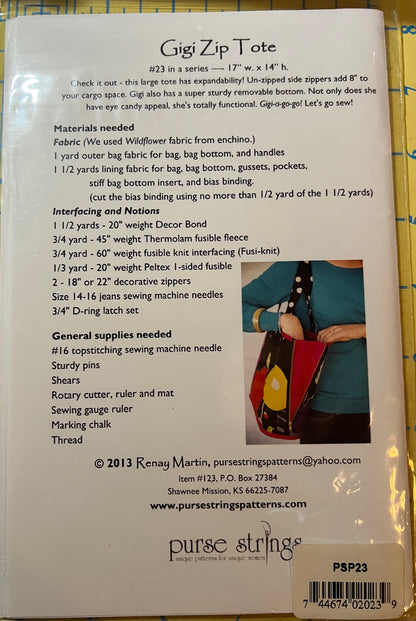 Gigi Zip Tote
#23 in a series — 17" w. x 14" h.
Check it out - this large tote has expandability! Un-zipped side zippers add 8" to
your cargo space. Gigi also has a super sturdy removable bottom. Not only does she
have eye candy appeal, she's totally functional. Gigi-o-go-go! Let's go sew!
Materials needed
Fabric (We used Wildflower fabric from enchino.)
1 yard outer bag fabric for bag, bag bottom, and handles
1 1/2 yards lining fabric for bag, bag bottom, gussets, pockets,
stiff bag bottom insert, and bias binding.
(cut the bias binding using no more than 1/2 yard of the 1 1/2 yards)
Interfacing and Notions
1 1/2 yards - 20" weight Decor Bond
3/4 yard - 45" weight Thermolam fusible fleece
3/4 yard - 60" weight fusible knit interfacing (Fusi-knit)
1/3 yard - 20" weight Peltex 1-sided fusible
2 - 18" or 22" decorative zippers
Size 14-16 jeans sewing machine needles
3/4" D-ring latch set
General supplies needed
#16 topstitching sewing machine needle
Sturdy pins
Shears
Rotary cutter, ruler and mat
Sewing gauge ruler
Marking chalk
Thread
© 2013 Renay Martin, pursestringspatterns@yahoo.com
Item #123, P.O. Box 27384
Shawnee Mission, KS 66225-7087
www.pursestringspatterns.com
purse strings
unique patterns for unique women
PSP23
7 44674 02023 9